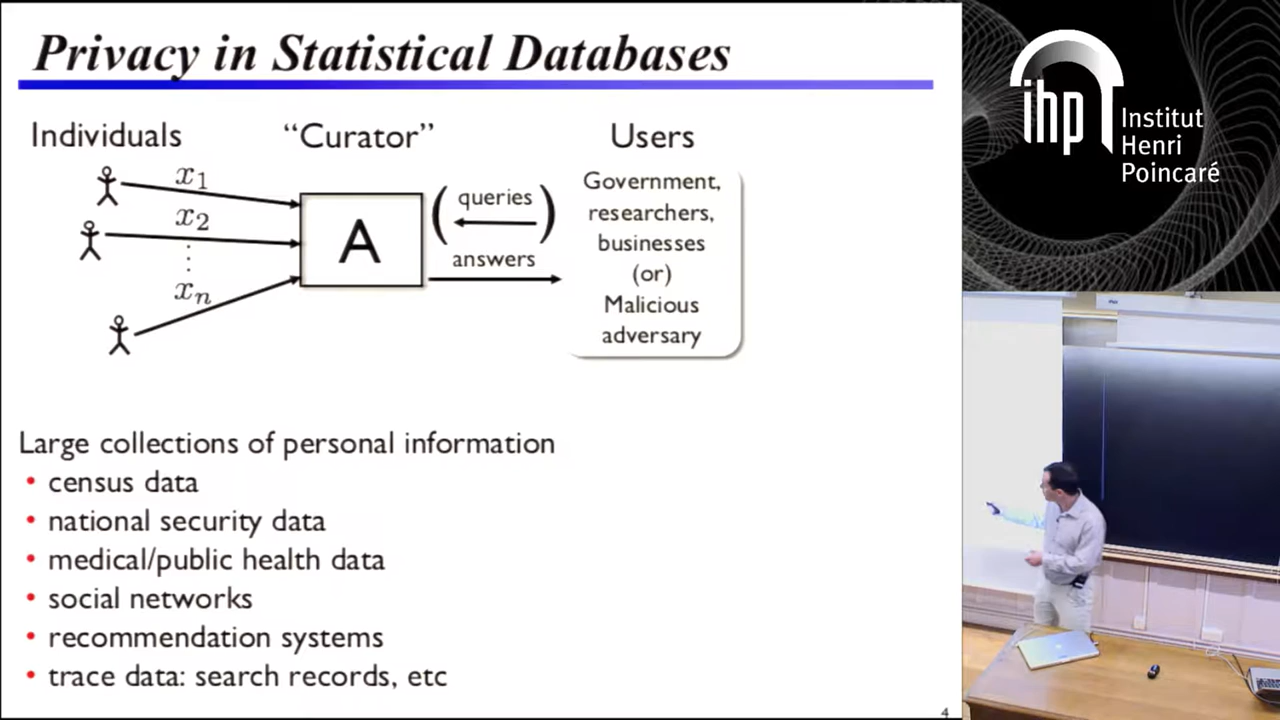 Privacy in Statistical Databases
Individuals
"Curator"
Users
x1
x2
⋮
xn
A
( queries )
answers
Government,
researchers,
businesses
(or)
Malicious
adversary
Large collections of personal information
• census data
• national security data
• medical/public health data
• social networks
• recommendation systems
• trace data: search records, etc
4
ihp
Institut
Henri
Poincaré